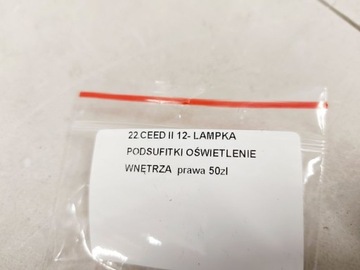 22.CEED II 12- LAMPKA
PODSUFITKI OŚWIETLENIE
WNĘTRZA prawa 50zl